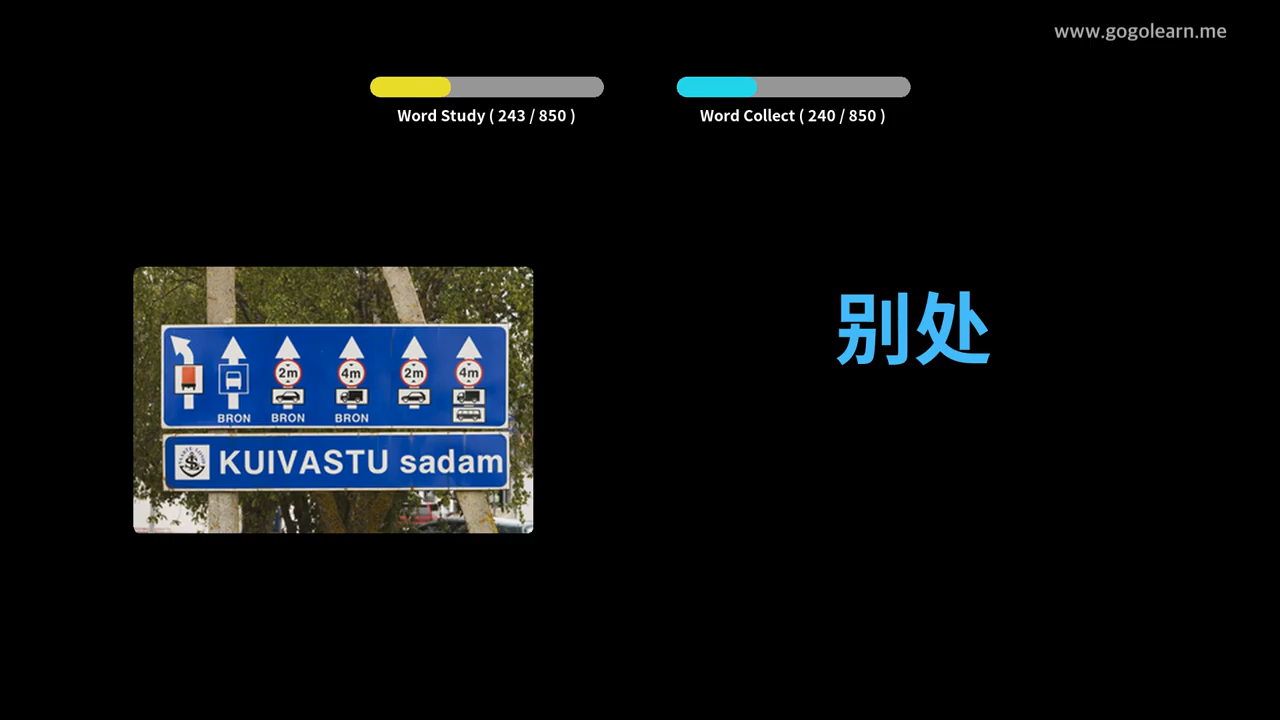 www.gogolearn.me
Word Study ( 243 / 850 )
Word Collect ( 240 / 850 )
别处
2m 4m 2m 4m
BRON BRON BRON
KUIVASTU sadam